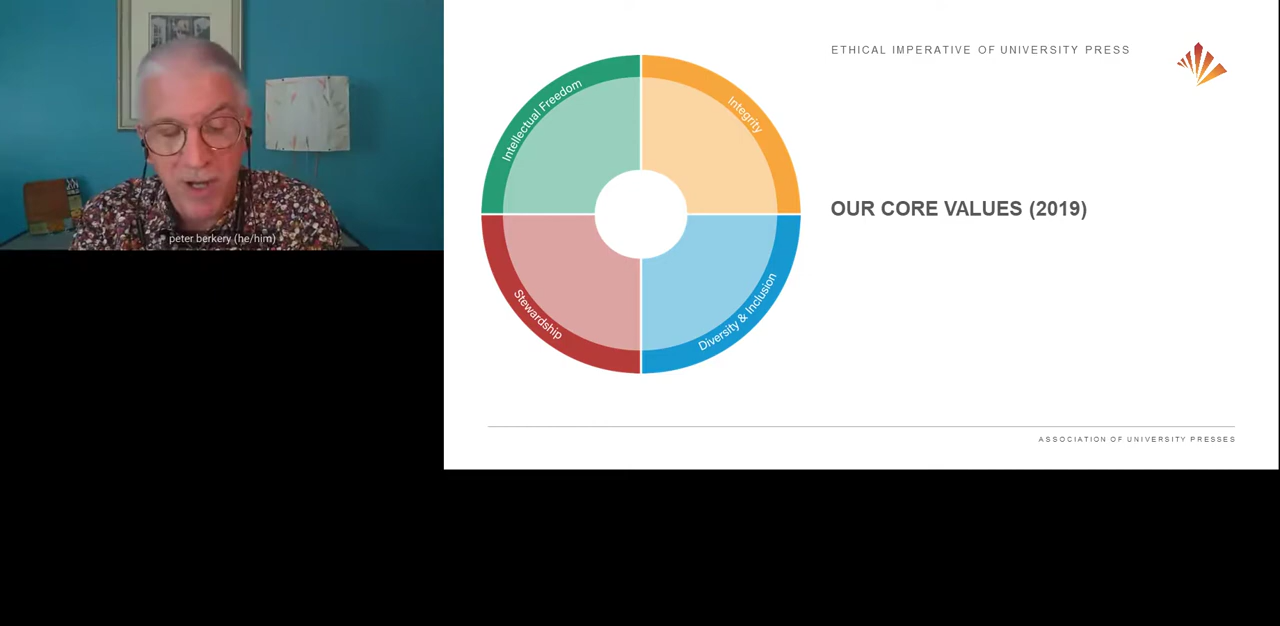 peter berkery (he/him)
ETHICAL IMPERATIVE OF UNIVERSITY PRESS
Intellectual Freedom
Integrity
OUR CORE VALUES (2019)
Stewardship
Diversity & Inclusion
ASSOCIATION OF UNIVERSITY PRESSES